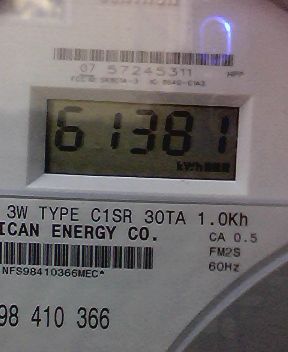 07 57245311 HPP
61381
kWh
3W TYPE C1SR 30TA 1.0Kh
ICAN ENERGY CO.
CA 0.5
FM2S
NFS98410366MEC*
60Hz
98 410 366